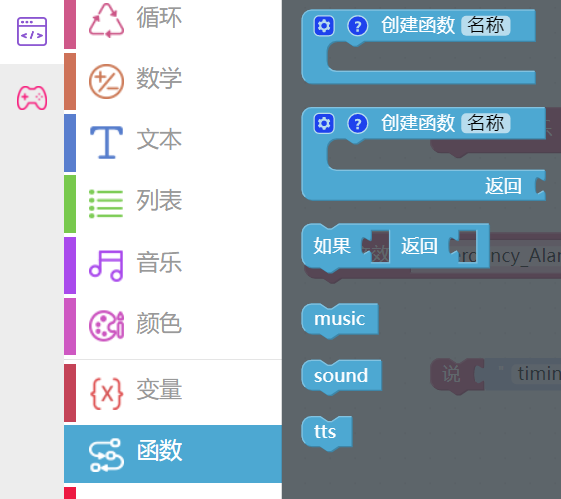 循环
数学
文本
列表
音乐
颜色
变量
函数
创建函数 名称
创建函数 名称
返回
如果 返回
music
sound
tts
说 timin